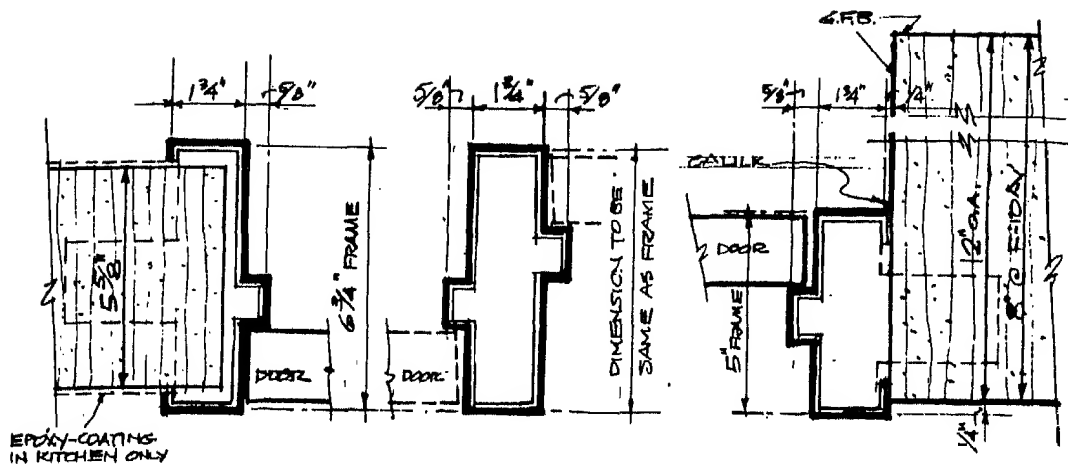 1 3/4"
5/8"
5/8"
1 3/4"
5/8"
5/8"
1 3/4"
1/4"
CAULK
5 5/8"
6 3/4" FRAME
DIMENSION TO BE
SAME AS FRAME
DOOR
5" FRAME
12" O.A.
DOOR
DOOR
1/4"
EPOXY-COATING
IN KITCHEN ONLY